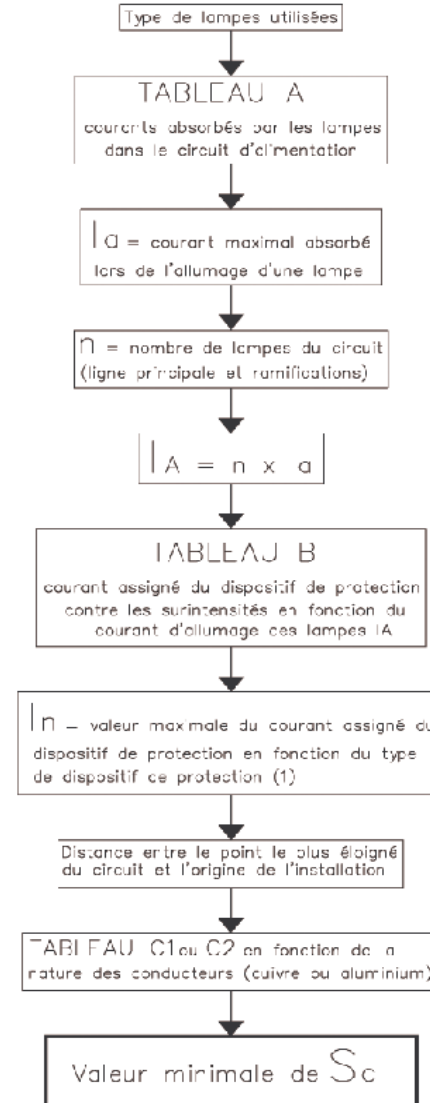 Type de lampes utilisées
TABLEAU A
courants absorbés par les lampes
dans le circuit d'alimentation
Ia = courant maximal absorbé
lors de l'allumage d'une lampe
n = nombre de lampes du circuit
(ligne principale et ramifications)
IA = n x a
TABLEAU B
courant assigné du dispositif de protection
contre les surintensités en fonction du
courant d'allumage des lampes IA
In = valeur maximale du courant assigné du
dispositif de protection en fonction du type
de dispositif de protection (1)
Distance entre le point le plus éloigné
du circuit et l'origine de l'installation
TABLEAU C1 ou C2 en fonction de a
nature des conducteurs (cuivre ou aluminium)
Valeur minimale de Sc